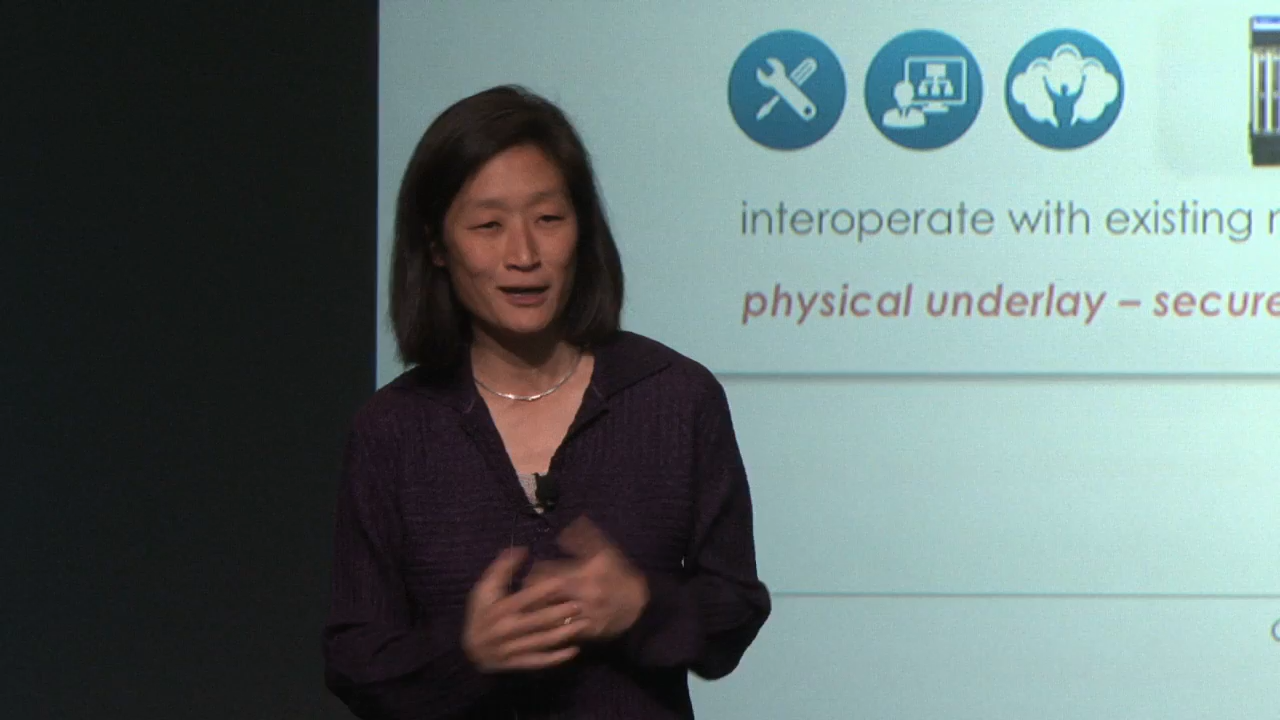 interoperate with existing
physical underlay – secure